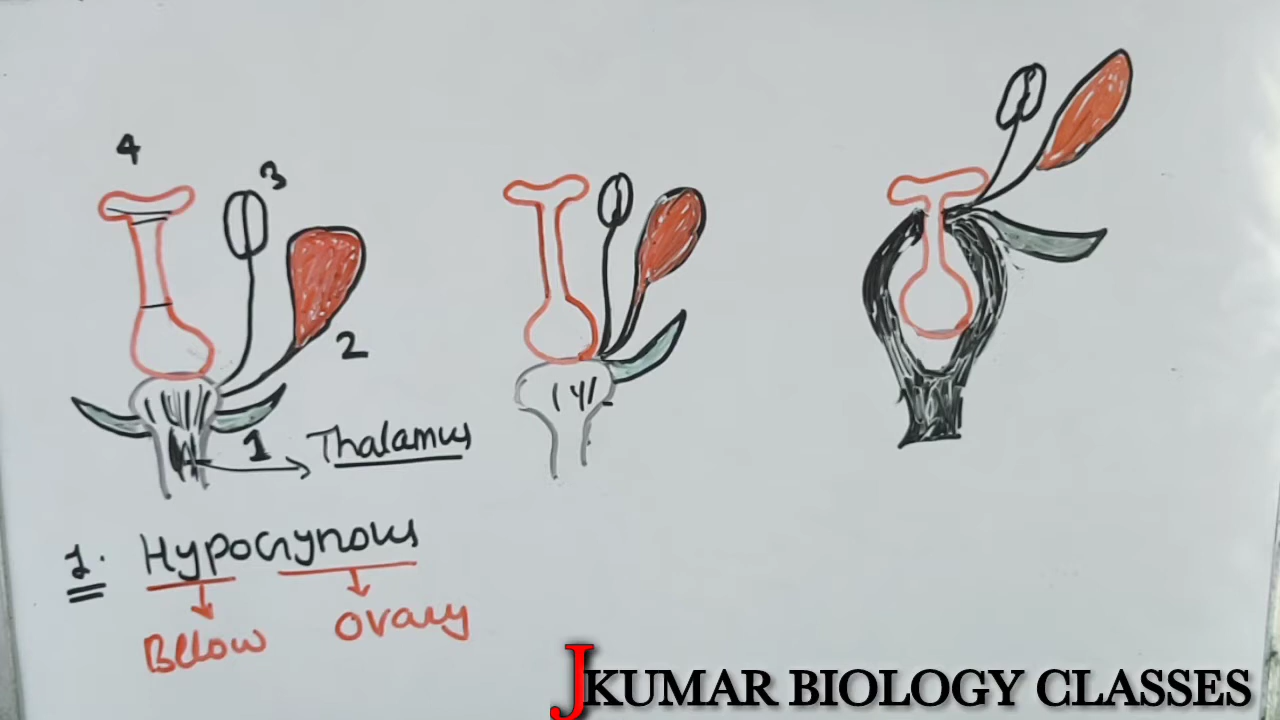 4
3
2
1
Thalamus
1. Hypogynous
Below
Ovary
JKUMAR BIOLOGY CLASSES